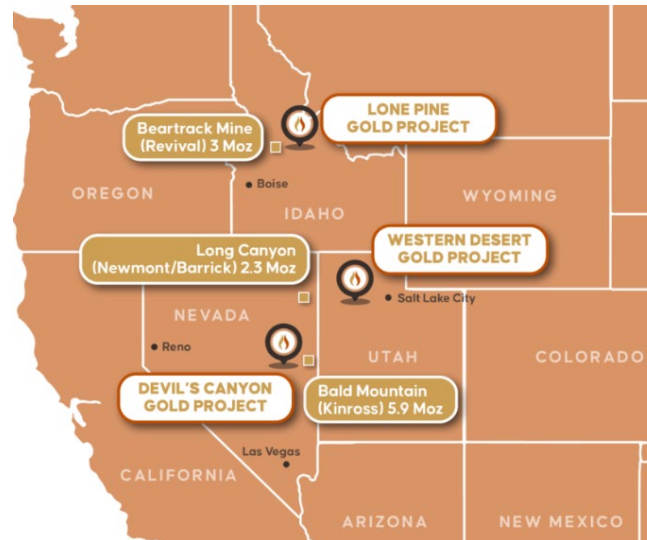 LONE PINE
GOLD PROJECT
Beartrack Mine
(Revival) 3 Moz
OREGON
Boise
IDAHO
WYOMING
WESTERN DESERT
GOLD PROJECT
Long Canyon
(Newmont/Barrick) 2.3 Moz
Salt Lake City
NEVADA
Reno
UTAH
COLORADO
DEVIL'S CANYON
GOLD PROJECT
Bald Mountain
(Kinross) 5.9 Moz
Las Vegas
CALIFORNIA
ARIZONA
NEW MEXICO